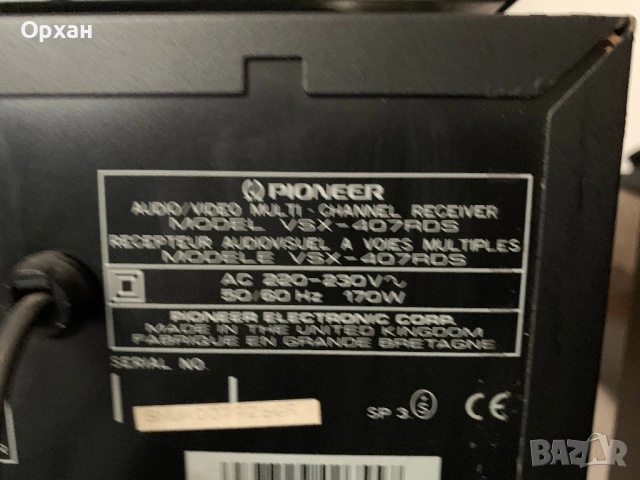 Орхан
PIONEER
AUDIO/VIDEO MULTI-CHANNEL RECEIVER
MODEL VSX-407RDS
RECEPTEUR AUDIOVISUEL A VOIES MULTIPLES
MODELE VSX-407RDS
AC 220-230V~
50/60 Hz 170W
PIONEER ELECTRONIC CORP.
MADE IN THE UNITED KINGDOM
FABRIQUE EN GRANDE BRETAGNE
SERIAL NO.
SP 3. S CE
BAZAR